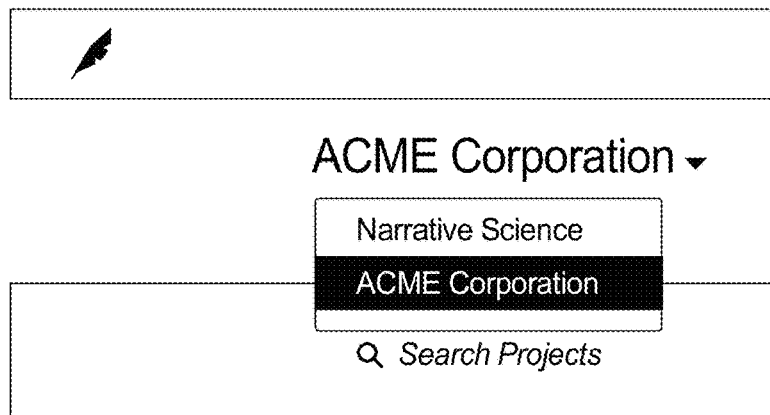 ACME Corporation
Narrative Science
ACME Corporation
Search Projects